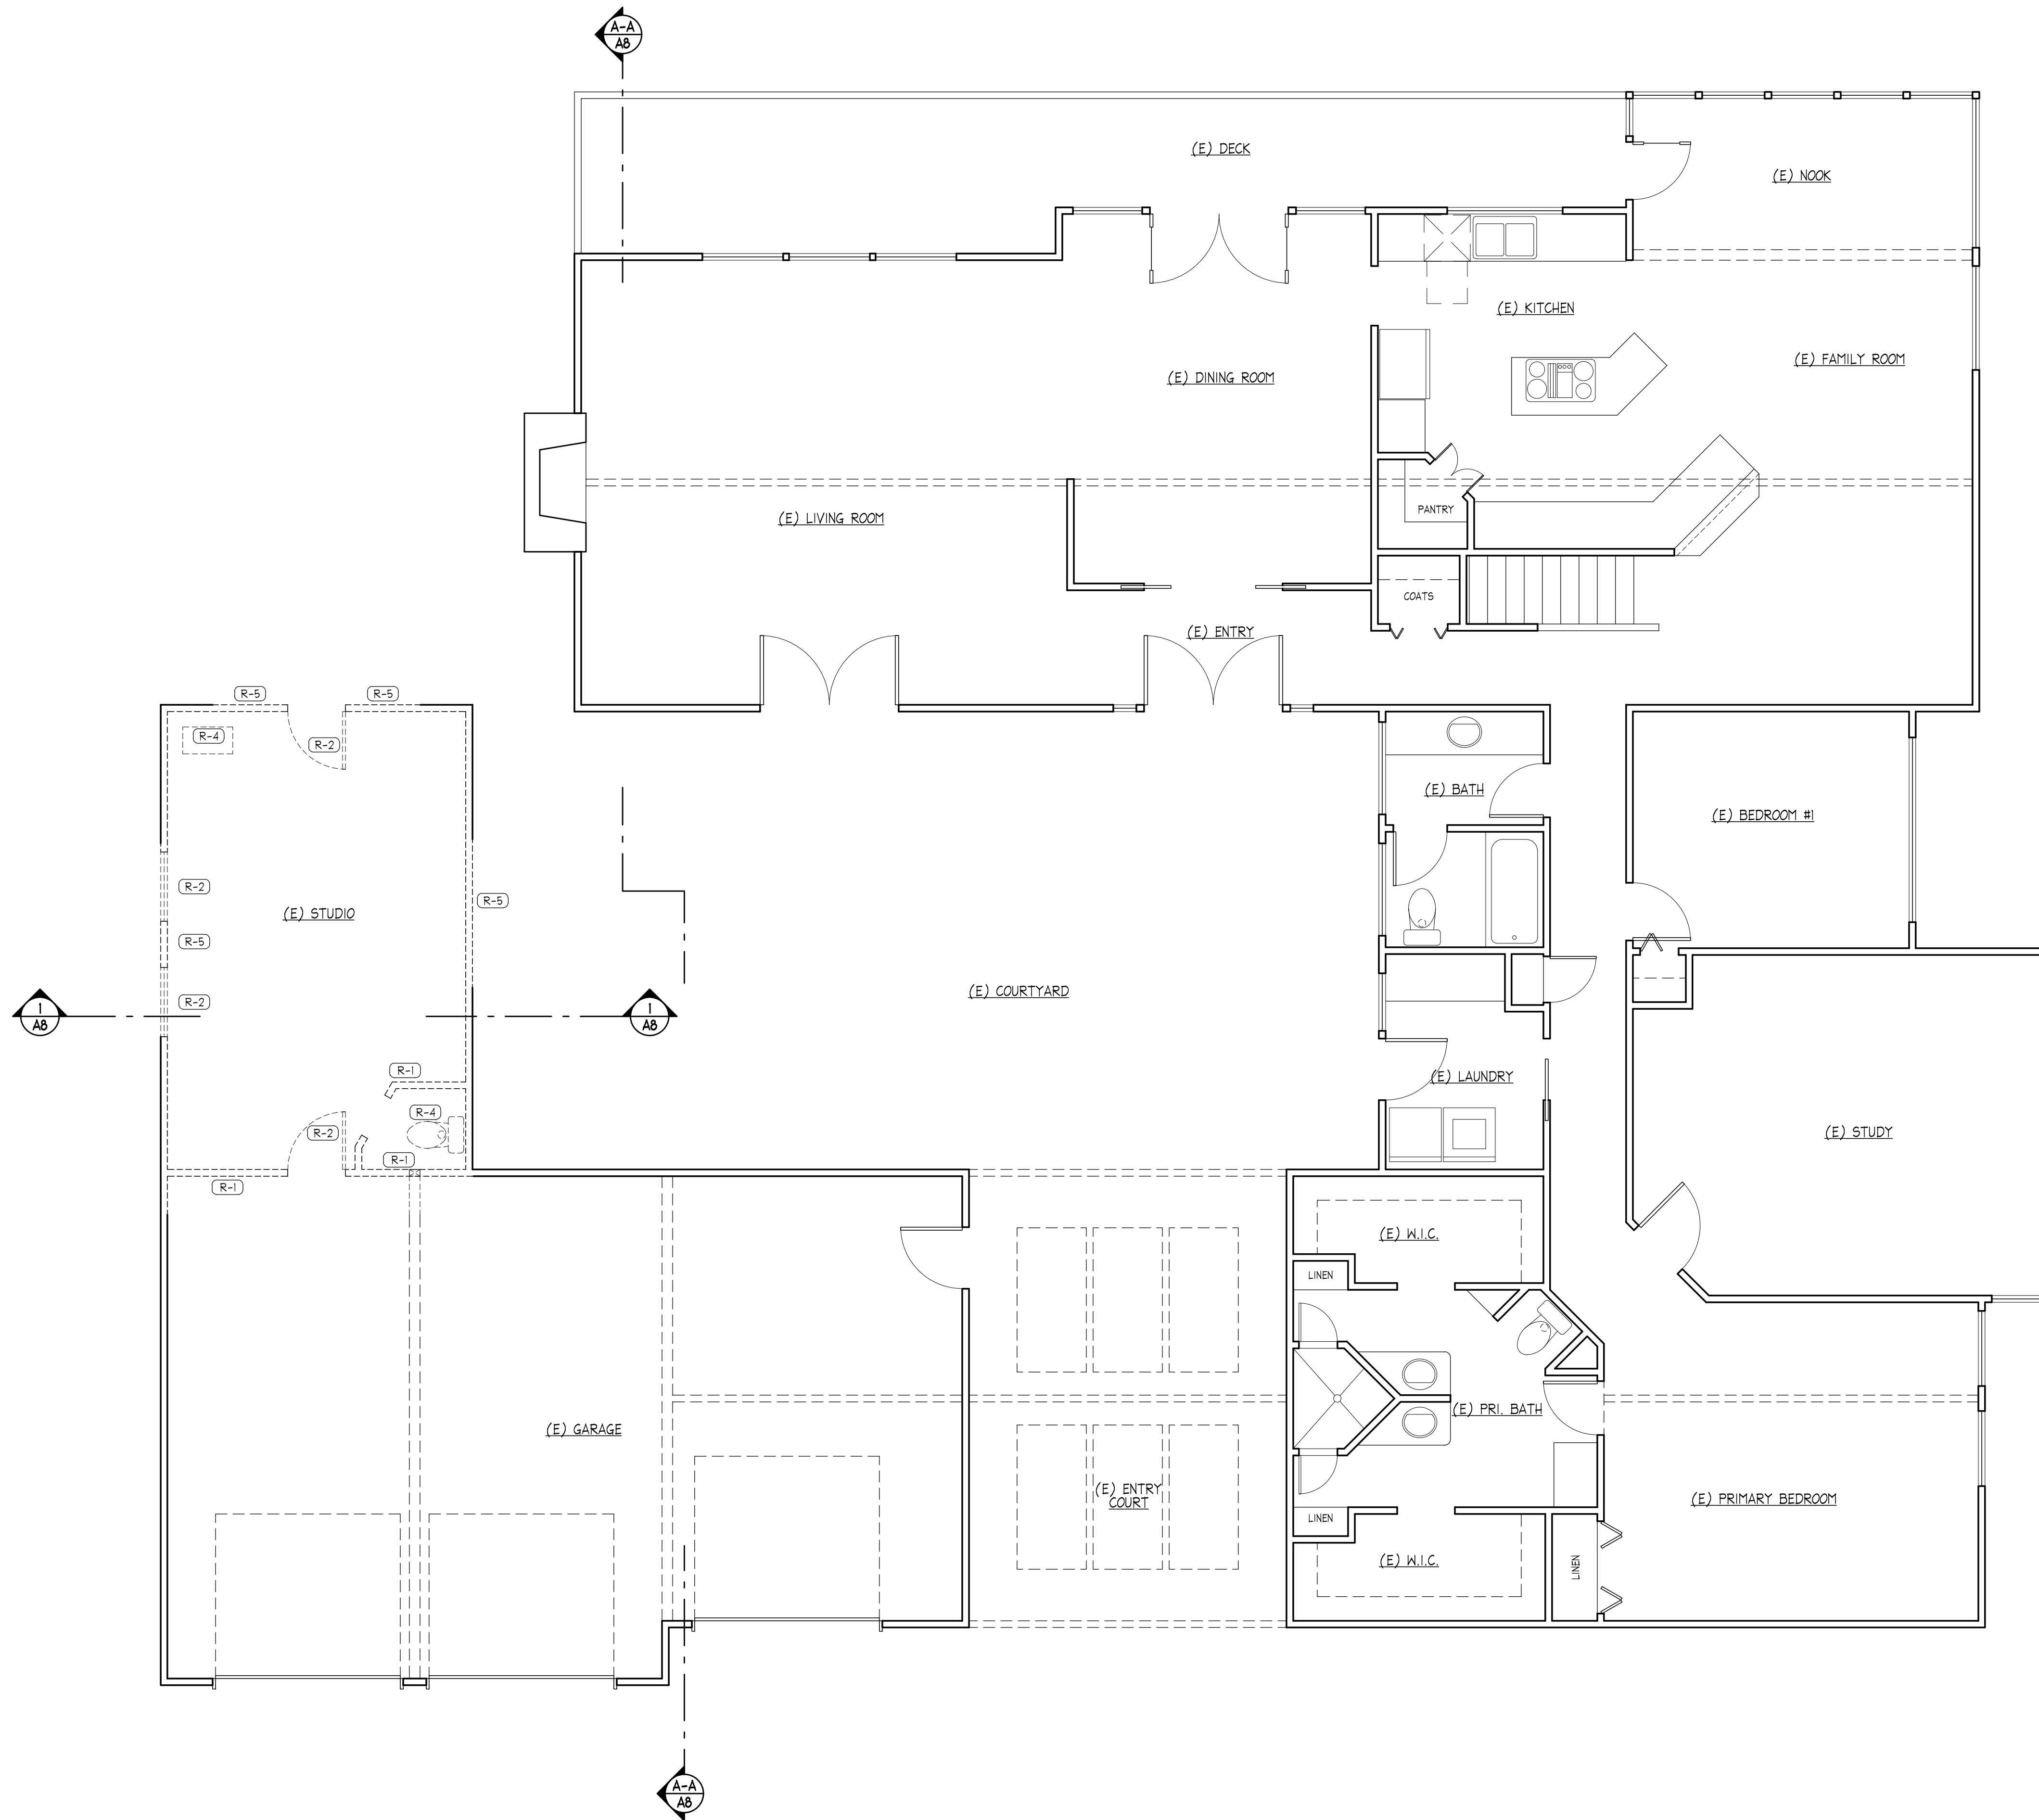 A-A
A8
(E) DECK
(E) NOOK
(E) KITCHEN
(E) FAMILY ROOM
(E) DINING ROOM
PANTRY
(E) LIVING ROOM
COATS
(E) ENTRY
R-5
R-5
R-4
R-2
(E) BATH
(E) BEDROOM #1
R-2
R-5
(E) STUDIO
R-5
(E) COURTYARD
R-2
1
A8
1
A8
R-1
(E) LAUNDRY
R-4
R-2
(E) STUDY
R-1
R-1
(E) W.I.C.
LINEN
(E) PRI. BATH
(E) GARAGE
(E) ENTRY
COURT
(E) PRIMARY BEDROOM
LINEN
(E) W.I.C.
LINEN
A-A
A8